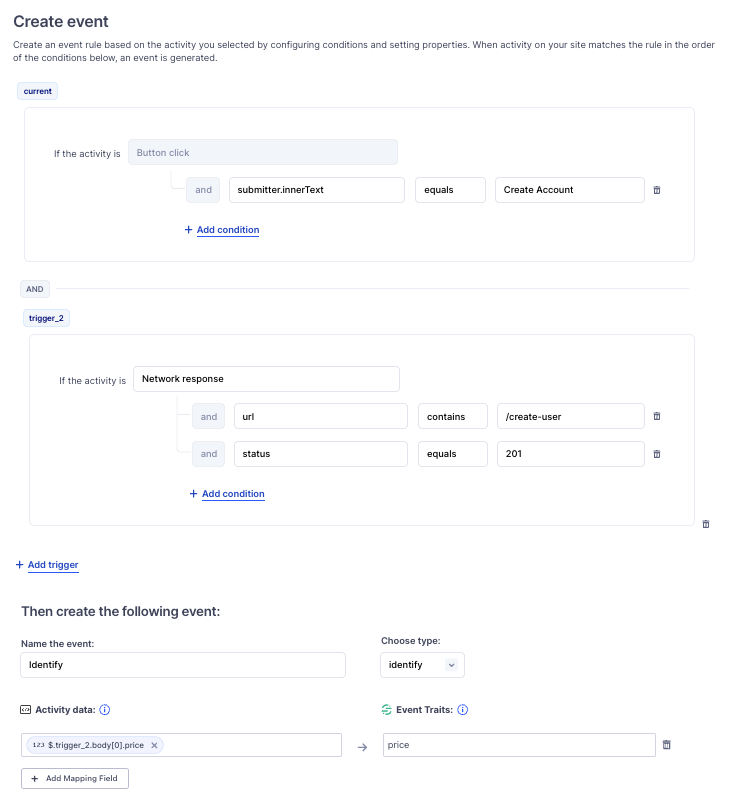 Create event
Create an event rule based on the activity you selected by configuring conditions and setting properties. When activity on your site matches the rule in the order
of the conditions below, an event is generated.
current
If the activity is Button click
and submitter.innerText equals Create Account
+ Add condition
AND
trigger_2
If the activity is Network response
and url contains /create-user
and status equals 201
+ Add condition
+ Add trigger
Then create the following event:
Name the event: Choose type:
Identify identify
Activity data: Event Traits:
123 $.trigger_2.body[0].price × → price
+ Add Mapping Field